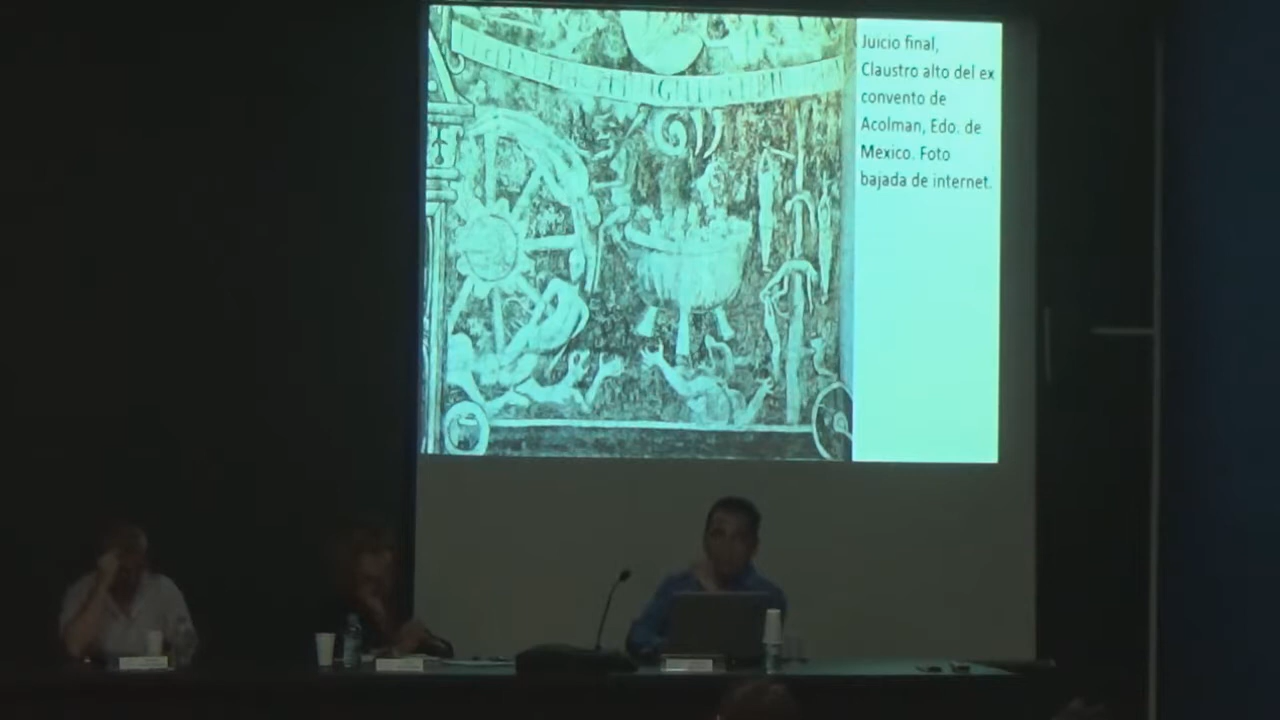 Juicio final,
Claustro alto del ex
convento de
Acolman, Edo. de
Mexico. Foto
bajada de internet.